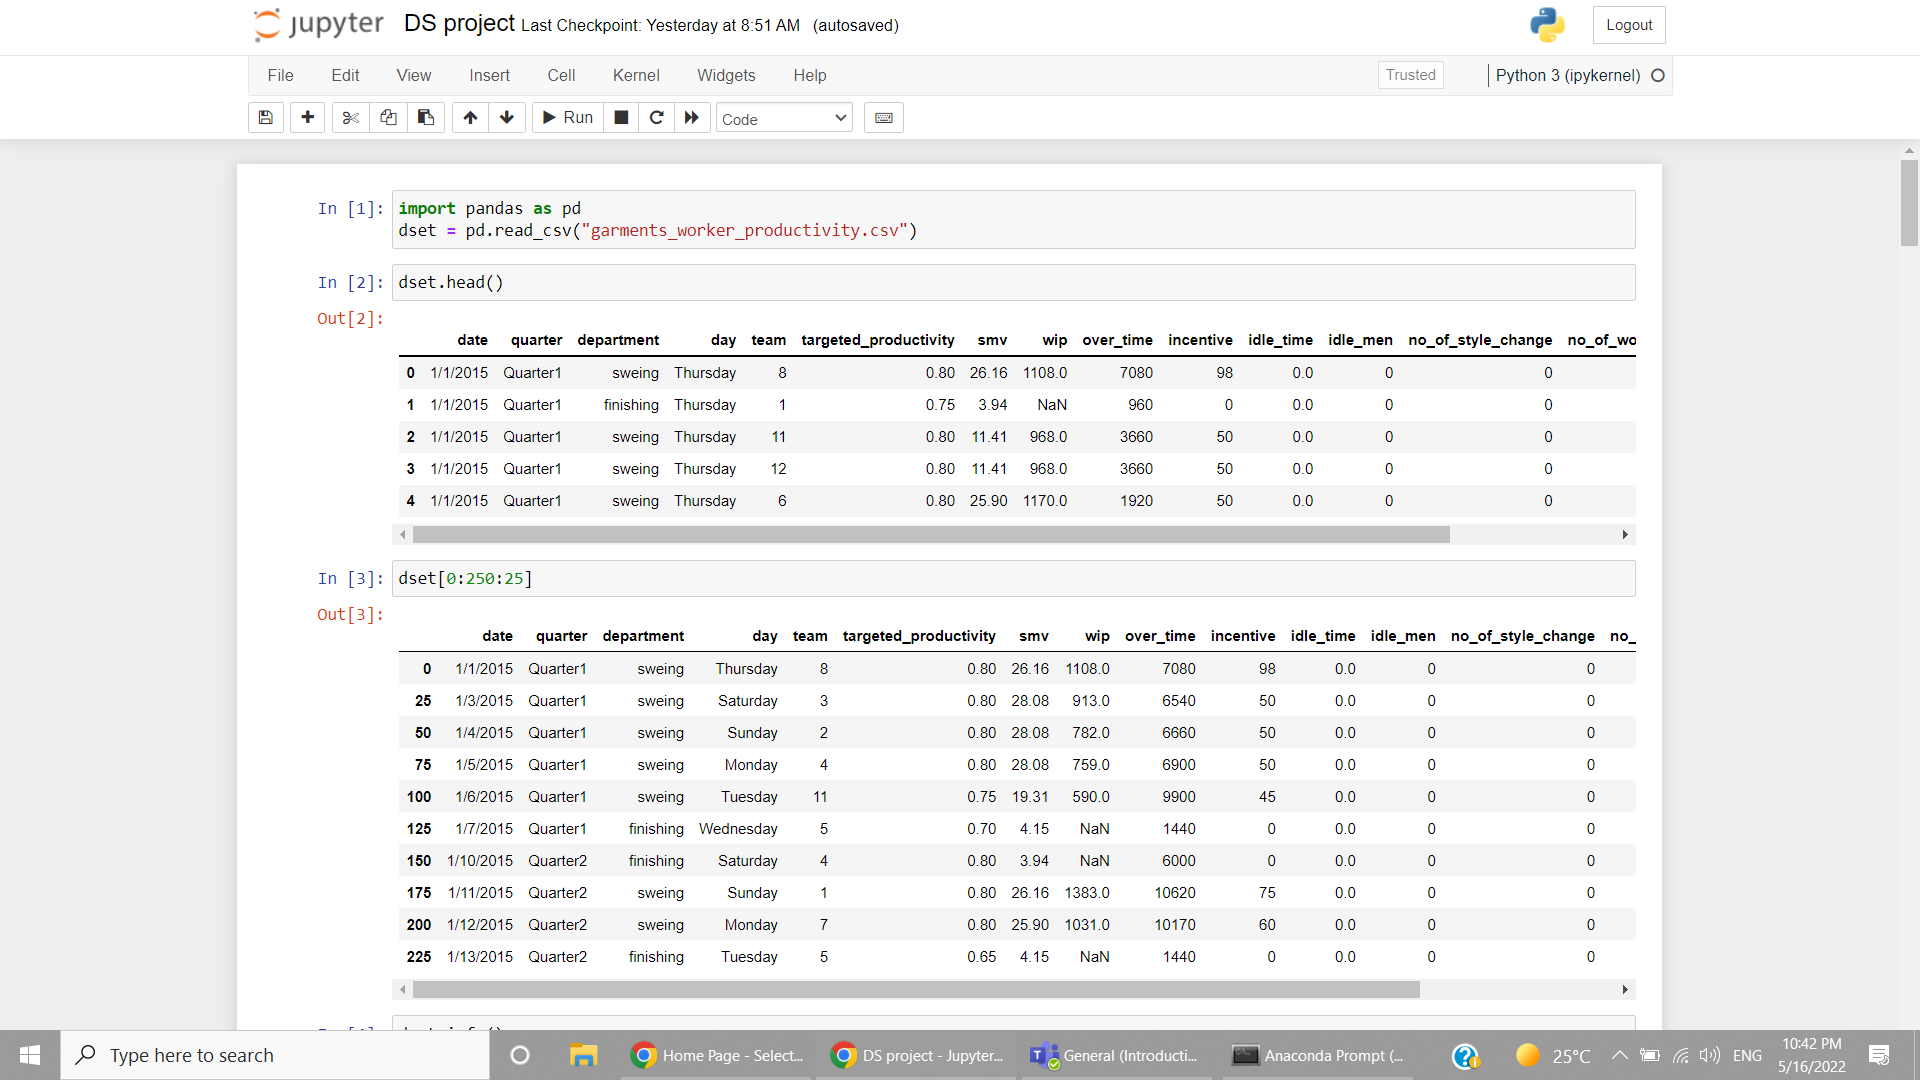 jupyter DS project Last Checkpoint: Yesterday at 8:51 AM (autosaved) Logout
File Edit View Insert Cell Kernel Widgets Help Trusted Python 3 (ipykernel)
Run Code
In [1]: import pandas as pd
dset = pd.read_csv("garments_worker_productivity.csv")
In [2]: dset.head()
Out[2]:
date quarter department day team targeted_productivity smv wip over_time incentive idle_time idle_men no_of_style_change no_of_wo
0 1/1/2015 Quarter1 sweing Thursday 8 0.80 26.16 1108.0 7080 98 0.0 0 0
1 1/1/2015 Quarter1 finishing Thursday 1 0.75 3.94 NaN 960 0 0.0 0 0
2 1/1/2015 Quarter1 sweing Thursday 11 0.80 11.41 968.0 3660 50 0.0 0 0
3 1/1/2015 Quarter1 sweing Thursday 12 0.80 11.41 968.0 3660 50 0.0 0 0
4 1/1/2015 Quarter1 sweing Thursday 6 0.80 25.90 1170.0 1920 50 0.0 0 0
In [3]: dset[0:250:25]
Out[3]:
date quarter department day team targeted_productivity smv wip over_time incentive idle_time idle_men no_of_style_change no_
0 1/1/2015 Quarter1 sweing Thursday 8 0.80 26.16 1108.0 7080 98 0.0 0 0
25 1/3/2015 Quarter1 sweing Saturday 3 0.80 28.08 913.0 6540 50 0.0 0 0
50 1/4/2015 Quarter1 sweing Sunday 2 0.80 28.08 782.0 6660 50 0.0 0 0
75 1/5/2015 Quarter1 sweing Monday 4 0.80 28.08 759.0 6900 50 0.0 0 0
100 1/6/2015 Quarter1 sweing Tuesday 11 0.75 19.31 590.0 9900 45 0.0 0 0
125 1/7/2015 Quarter1 finishing Wednesday 5 0.70 4.15 NaN 1440 0 0.0 0 0
150 1/10/2015 Quarter2 finishing Saturday 4 0.80 3.94 NaN 6000 0 0.0 0 0
175 1/11/2015 Quarter2 sweing Sunday 1 0.80 26.16 1383.0 10620 75 0.0 0 0
200 1/12/2015 Quarter2 sweing Monday 7 0.80 25.90 1031.0 10170 60 0.0 0 0
225 1/13/2015 Quarter2 finishing Tuesday 5 0.65 4.15 NaN 1440 0 0.0 0 0
Type here to search Home Page - Select... DS project - Jupyter... General (Introducti... Anaconda Prompt (... 25°C ENG 10:42 PM
5/16/2022